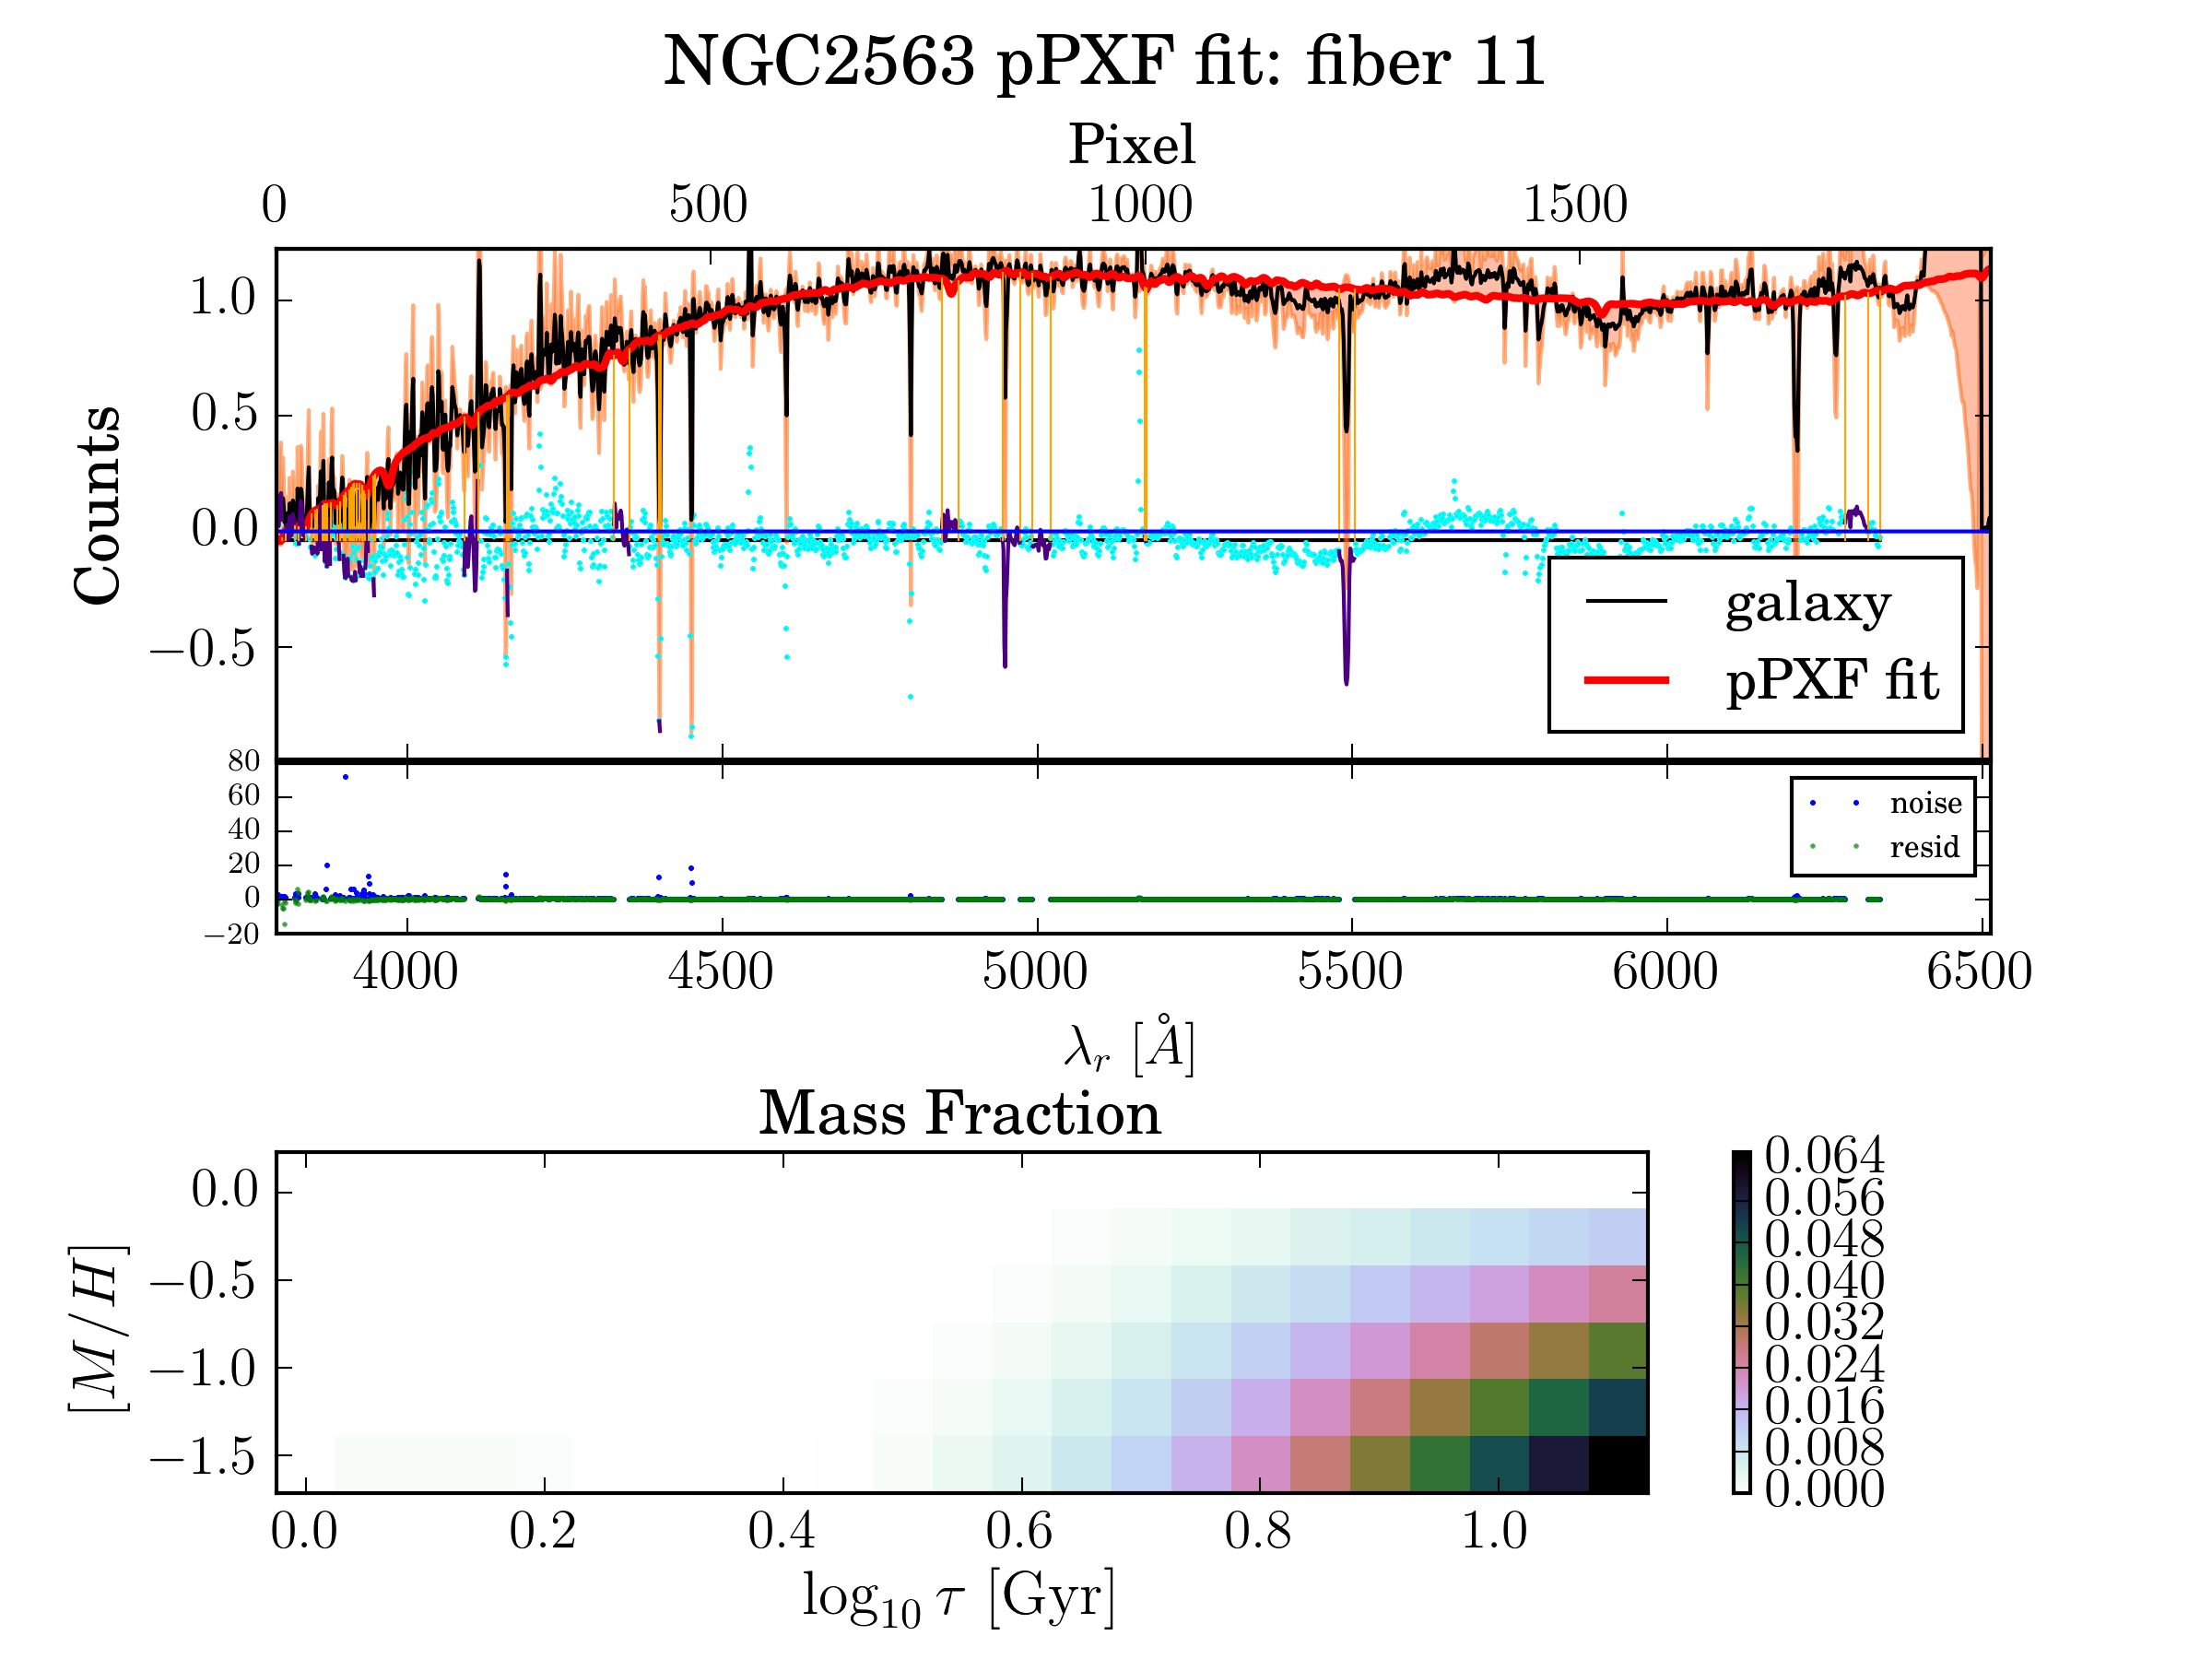 NGC2563 pPXF fit: fiber 11
Pixel
0 500 1000 1500
1.0
0.5
0.0
−0.5
Counts
galaxy
pPXF fit
80
60
40
20
0
−20
noise
resid
4000 4500 5000 5500 6000 6500
λr [Å]
Mass Fraction
0.0
−0.5
−1.0
−1.5
[M/H]
0.064
0.056
0.048
0.040
0.032
0.024
0.016
0.008
0.000
0.0 0.2 0.4 0.6 0.8 1.0
log10 τ [Gyr]